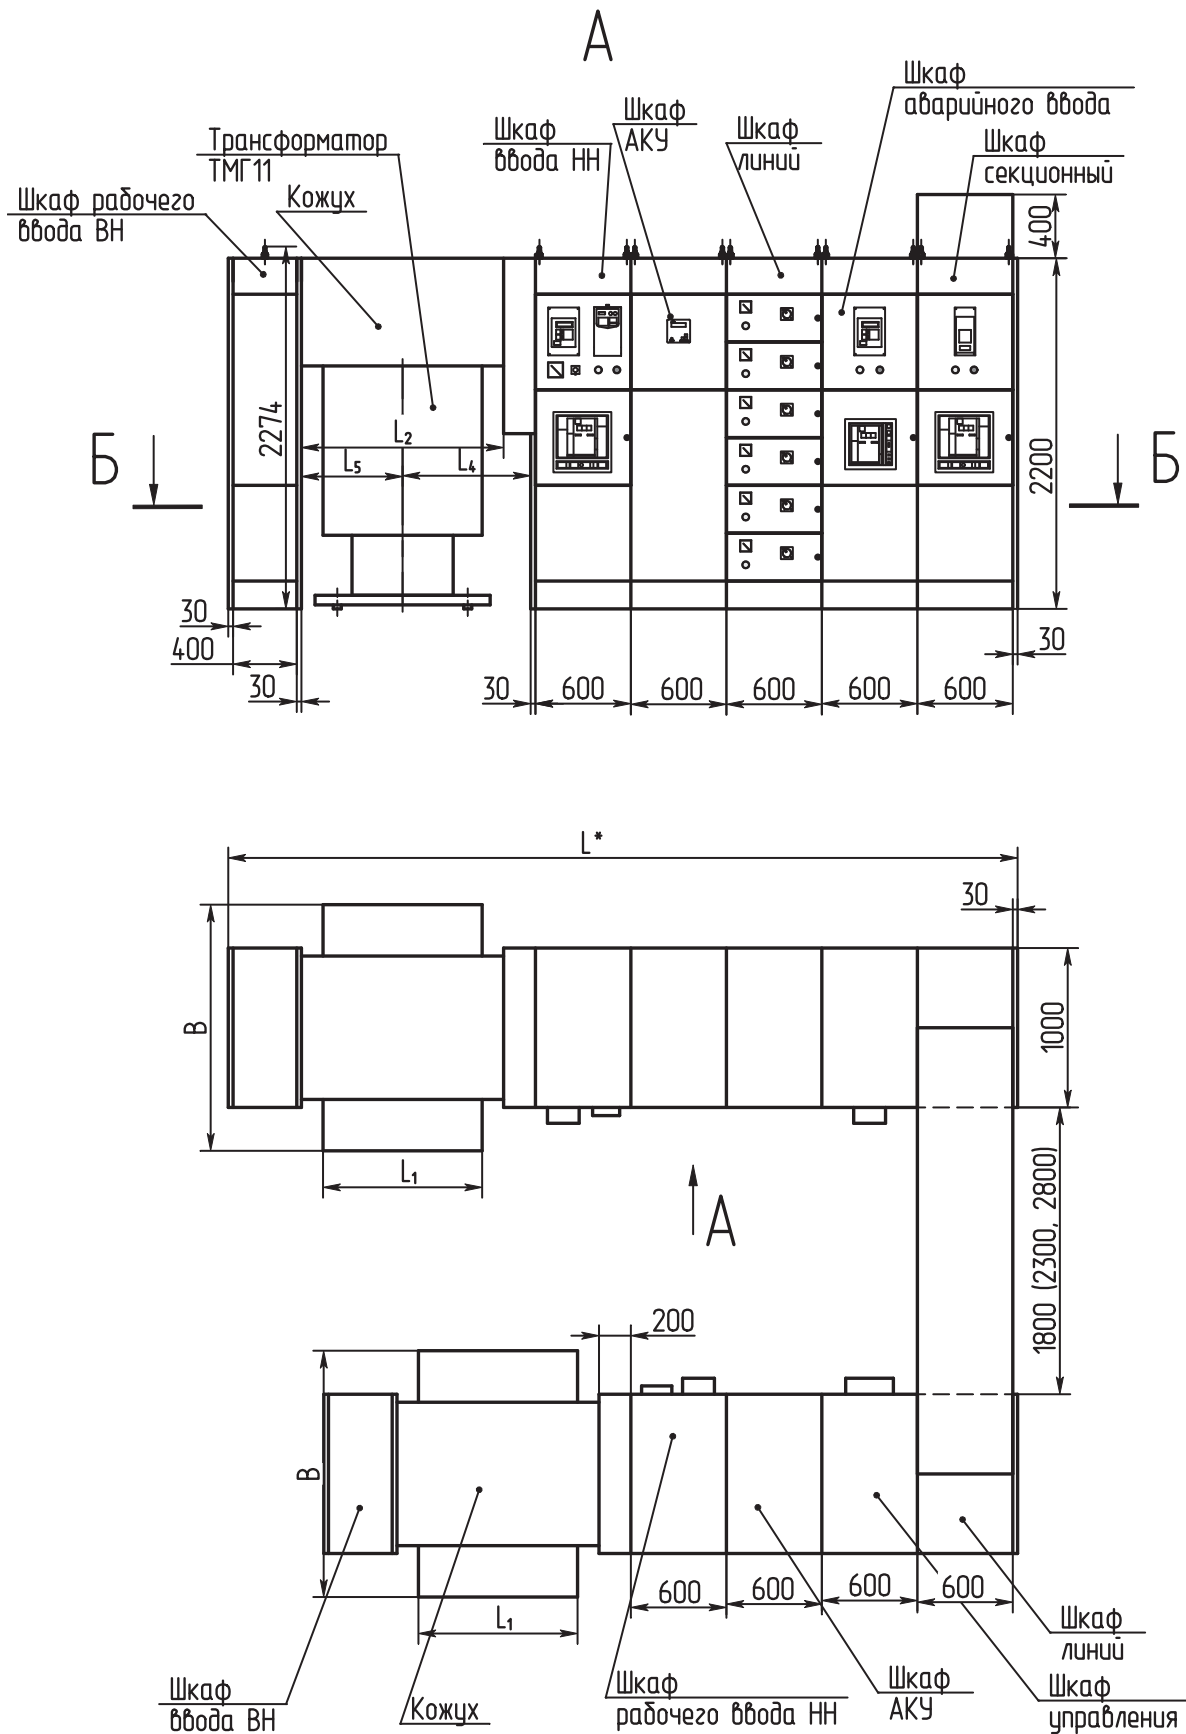 А
Шкаф
аварийного ввода
Шкаф
АКУ
Шкаф
ввода НН
Шкаф
линий
Шкаф
секционный
Трансформатор
ТМГ11
Кожух
Шкаф рабочего
ввода ВН
400
2274
2200
L2
L5
L4
Б
Б
30
400
30
30
600
600
600
600
600
30
L*
30
В
1000
L1
А
1800 (2300, 2800)
200
В
600
600
600
600
L1
Шкаф
линий
Шкаф
ввода ВН
Кожух
Шкаф
рабочего ввода НН
Шкаф
АКУ
Шкаф
управления